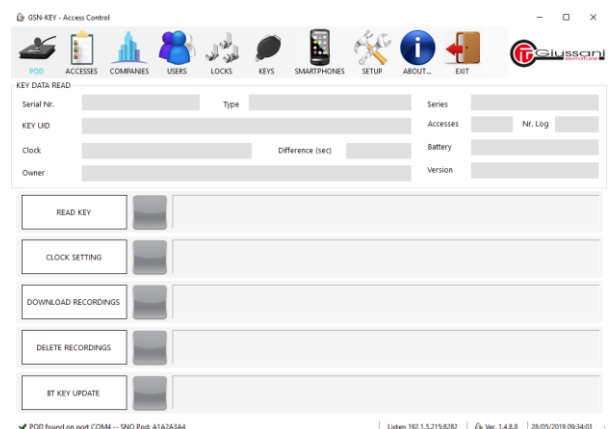 GSN-KEY - Access Control
POD ACCESSES COMPANIES USERS LOCKS KEYS SMARTPHONES SETUP ABOUT... EXIT
Giussani
serrature
KEY DATA READ
Serial Nr. Type Series
KEY UID Accesses Nr. Log
Clock Difference (sec) Battery
Owner Version
READ KEY
CLOCK SETTING
DOWNLOAD RECORDINGS
DELETE RECORDINGS
BT KEY UPDATE
POD found on port COM4 -- SNO Pod: A1A2A3A4 Listen 192.1.5.215:8282 Ver. 1.4.8.8 28/05/2019 09:34:03